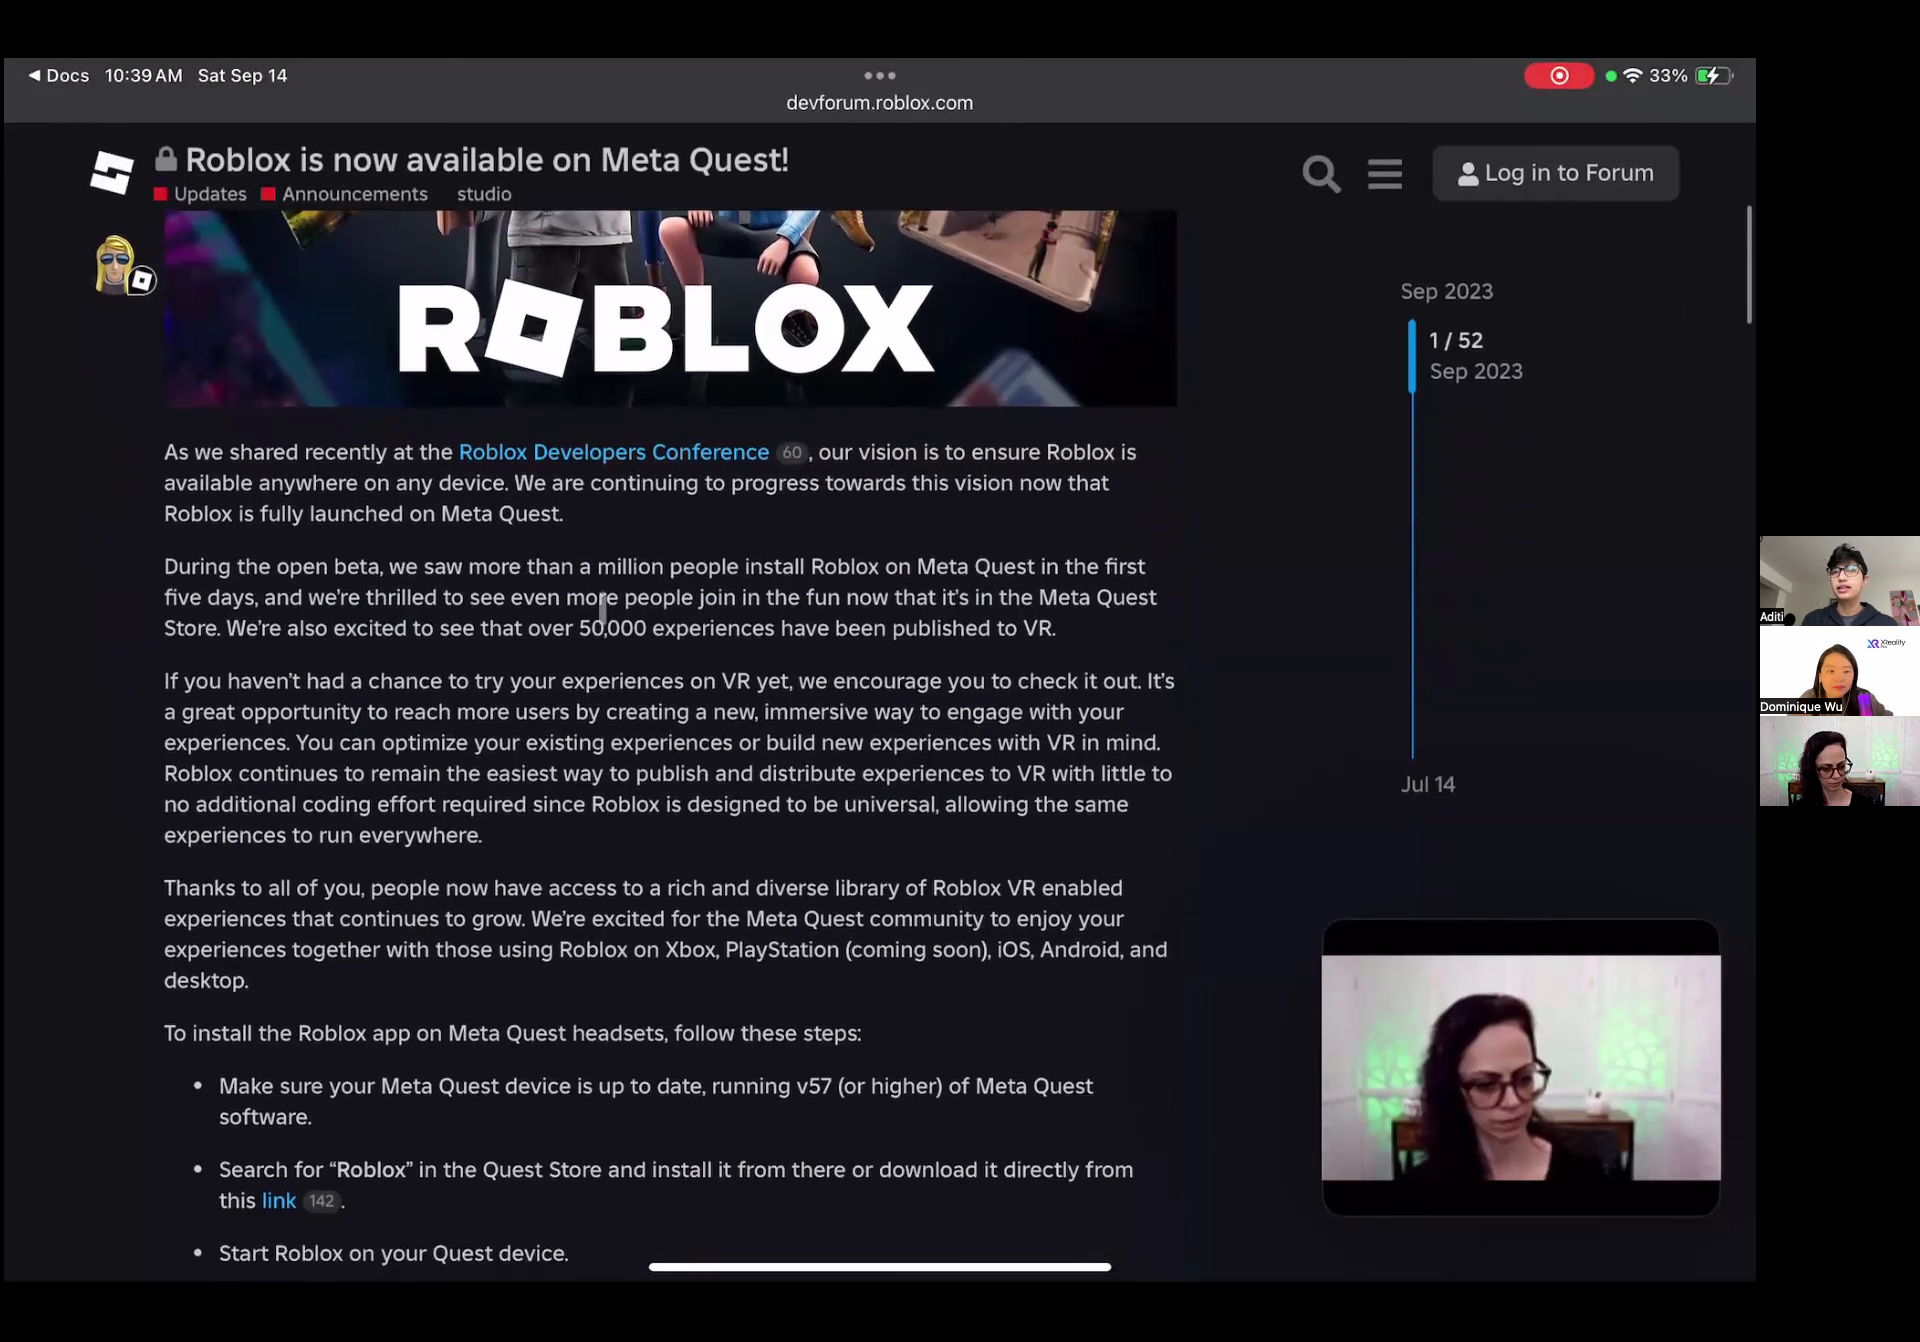 Docs 10:39 AM Sat Sep 14
33%
devforum.roblox.com
Roblox is now available on Meta Quest!
Updates Announcements studio
Log in to Forum
ROBLOX
Sep 2023
1 / 52
Sep 2023
Jul 14
As we shared recently at the Roblox Developers Conference 60 , our vision is to ensure Roblox is
available anywhere on any device. We are continuing to progress towards this vision now that
Roblox is fully launched on Meta Quest.
During the open beta, we saw more than a million people install Roblox on Meta Quest in the first
five days, and we're thrilled to see even more people join in the fun now that it's in the Meta Quest
Store. We're also excited to see that over 50,000 experiences have been published to VR.
If you haven't had a chance to try your experiences on VR yet, we encourage you to check it out. It's
a great opportunity to reach more users by creating a new, immersive way to engage with your
experiences. You can optimize your existing experiences or build new experiences with VR in mind.
Roblox continues to remain the easiest way to publish and distribute experiences to VR with little to
no additional coding effort required since Roblox is designed to be universal, allowing the same
experiences to run everywhere.
Thanks to all of you, people now have access to a rich and diverse library of Roblox VR enabled
experiences that continues to grow. We're excited for the Meta Quest community to enjoy your
experiences together with those using Roblox on Xbox, PlayStation (coming soon), iOS, Android, and
desktop.
To install the Roblox app on Meta Quest headsets, follow these steps:
• Make sure your Meta Quest device is up to date, running v57 (or higher) of Meta Quest
software.
• Search for “Roblox” in the Quest Store and install it from there or download it directly from
this link 142 .
• Start Roblox on your Quest device.
Aditi
XReality
Dominique Wu